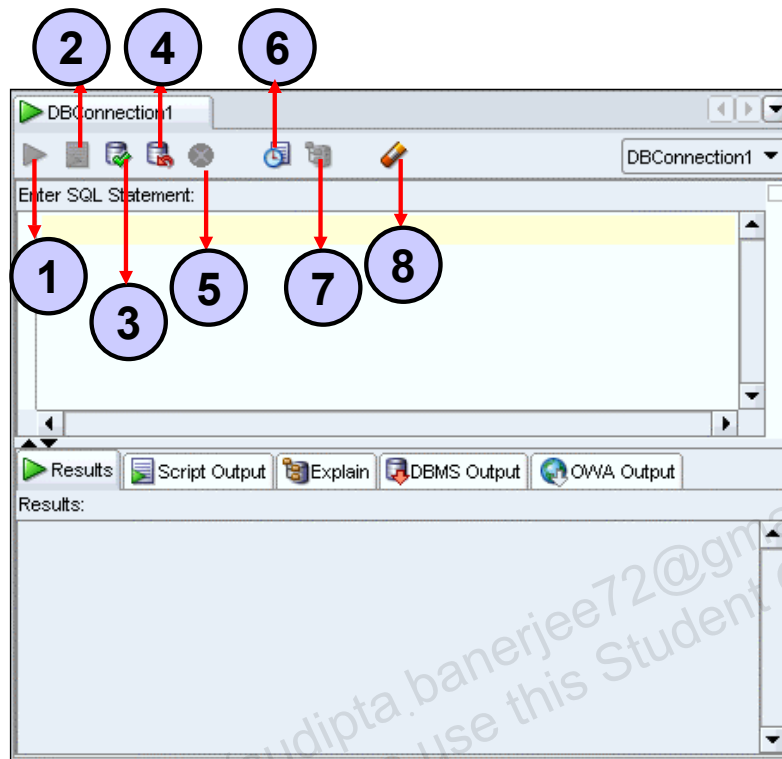 2 4 6
DBConnection1
DBConnection1
Enter SQL Statement:
1 3 5 7 8
Results Script Output Explain DBMS Output OWA Output
Results:
banerjee72@gma
use this Student